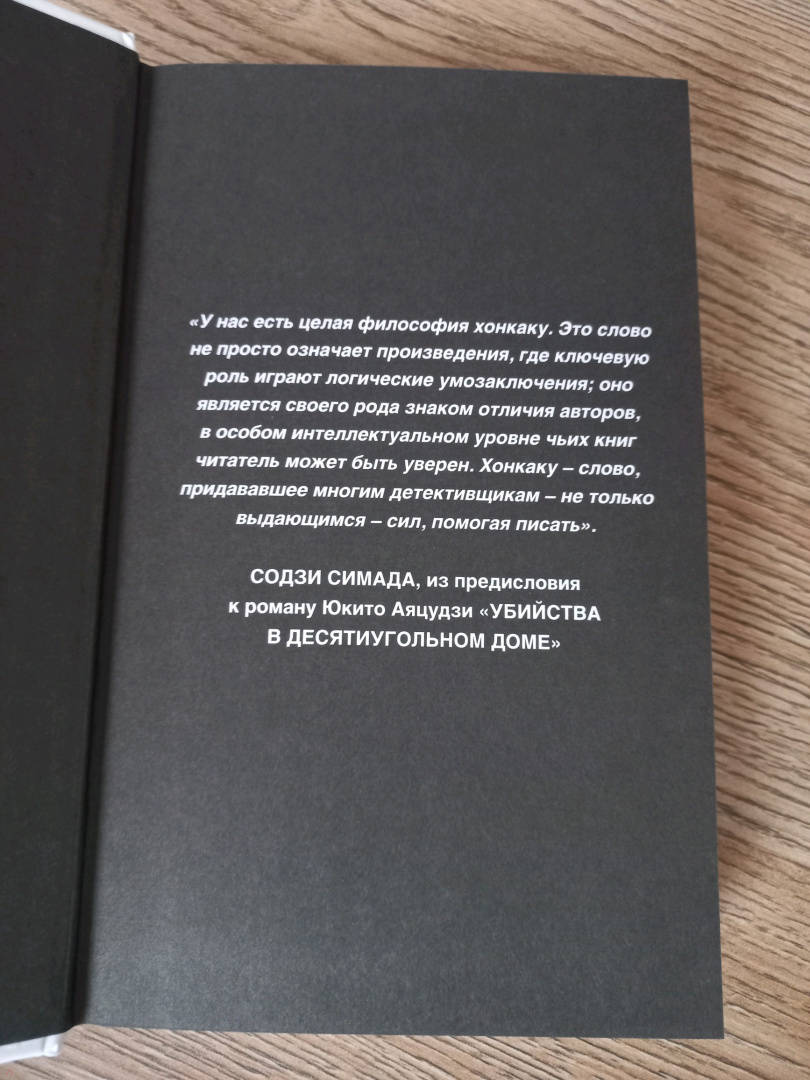 «У нас есть целая философия хонкаку. Это слово
не просто означает произведения, где ключевую
роль играют логические умозаключения; оно
является своего рода знаком отличия авторов,
в особом интеллектуальном уровне чьих книг
читатель может быть уверен. Хонкаку – слово,
придававшее многим детективщикам – не только
выдающимся – сил, помогая писать».
СОДЗИ СИМАДА, из предисловия
к роману Юкито Аяцудзи «УБИЙСТВА
В ДЕСЯТИУГОЛЬНОМ ДОМЕ»